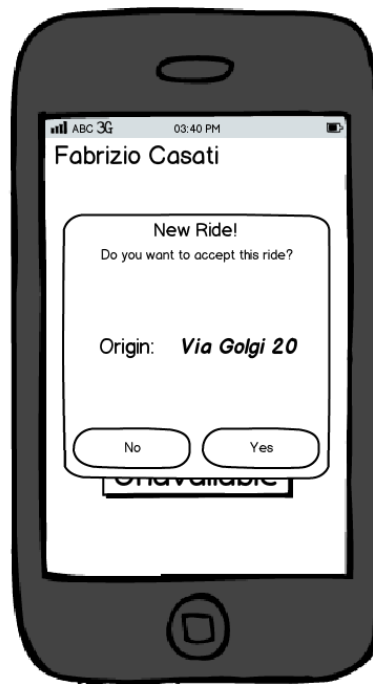 ABC 3G 03:40 PM
Fabrizio Casati
New Ride!
Do you want to accept this ride?
Origin: Via Golgi 20
No Yes
Unavailable